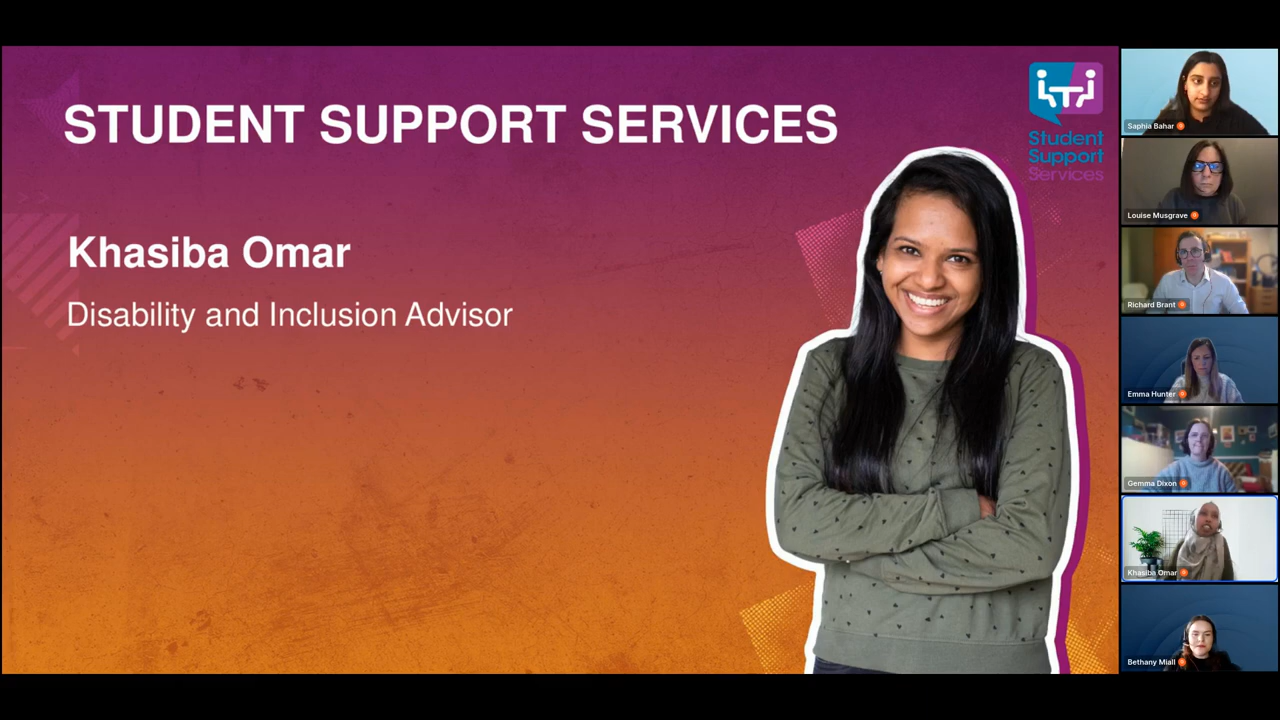 STUDENT SUPPORT SERVICES
Khasiba Omar
Disability and Inclusion Advisor
Student
Support
Services
Saphia Bahar
Louise Musgrave
Richard Brant
Emma Hunter
Gemma Dixon
Khasiba Omar
Bethany Miall